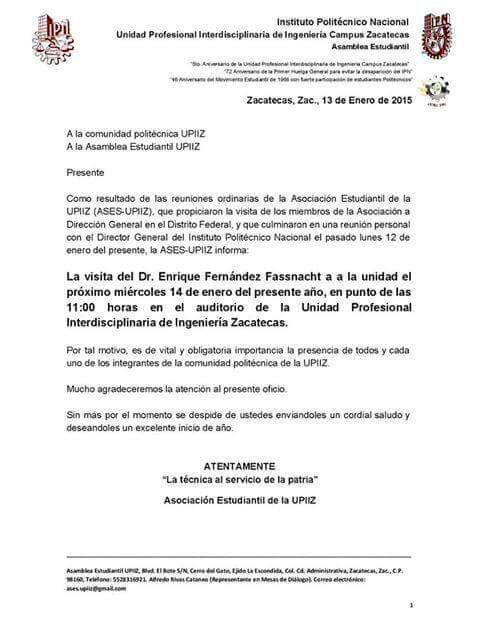 Instituto Politécnico Nacional
Unidad Profesional Interdisciplinaria de Ingeniería Campus Zacatecas
Asamblea Estudiantil
"5to. Aniversario de la Unidad Profesional Interdisciplinaria de Ingeniería Campus Zacatecas"
"72 Aniversario de la Primer Huelga General para evitar la desaparición del IPN"
"46 Aniversario del Movimiento Estudiantil de 1968 con fuerte participación de estudiantes Politécnicos"
Zacatecas, Zac., 13 de Enero de 2015
A la comunidad politécnica UPIIZ
A la Asamblea Estudiantil UPIIZ
Presente
Como resultado de las reuniones ordinarias de la Asociación Estudiantil de la
UPIIZ (ASES-UPIIZ), que propiciaron la visita de los miembros de la Asociación a
Dirección General en el Distrito Federal, y que culminaron en una reunión personal
con el Director General del Instituto Politécnico Nacional el pasado lunes 12 de
enero del presente, la ASES-UPIIZ informa:
La visita del Dr. Enrique Fernández Fassnacht a a la unidad el
próximo miércoles 14 de enero del presente año, en punto de las
11:00 horas en el auditorio de la Unidad Profesional
Interdisciplinaria de Ingeniería Zacatecas.
Por tal motivo, es de vital y obligatoria importancia la presencia de todos y cada
uno de los integrantes de la comunidad politécnica de la UPIIZ.
Mucho agradeceremos la atención al presente oficio.
Sin más por el momento se despide de ustedes enviandoles un cordial saludo y
deseandoles un excelente inicio de año.
ATENTAMENTE
"La técnica al servicio de la patria"
Asociación Estudiantil de la UPIIZ
Asamblea Estudiantil UPIIZ, Blvd. El Bote S/N, Cerro del Gato, Ejido La Escondida, Col. Cd. Administrativa, Zacatecas, Zac., C.P.
98160, Teléfono: 5528316921. Alfredo Rivas Cataneo (Representante en Mesas de Diálogo). Correo electrónico:
ases.upiiz@gmail.com
1